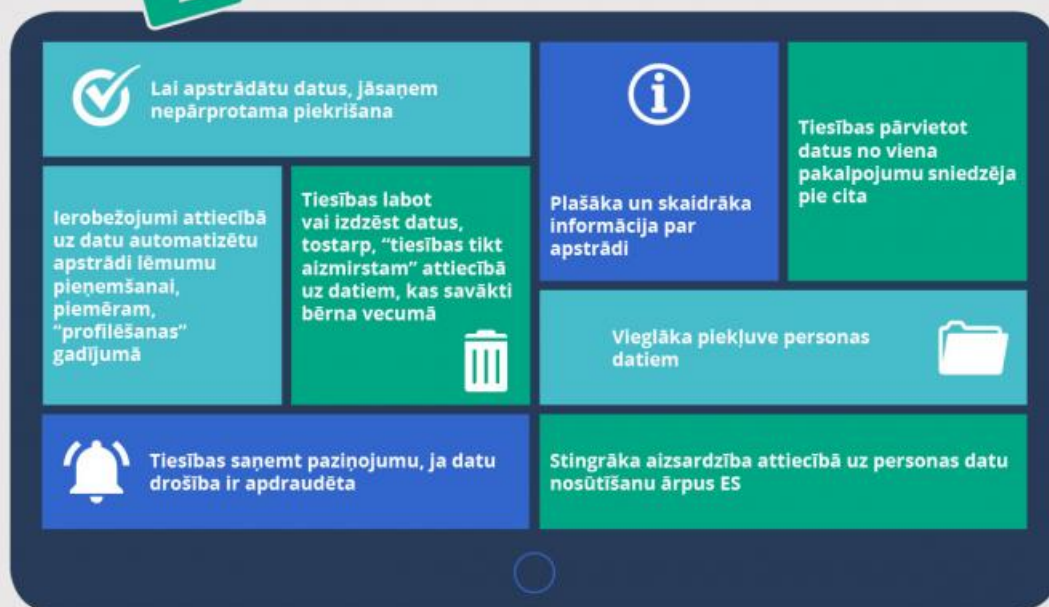 Lai apstrādātu datus, jāsaņem
nepārprotama piekrišana
Ierobežojumi attiecībā
uz datu automatizētu
apstrādi lēmumu
pieņemšanai,
piemēram,
“profilēšanas”
gadījumā
Tiesības labot
vai izdzēst datus,
tostarp, “tiesības tikt
aizmirstam” attiecībā
uz datiem, kas savākti
bērna vecumā
Plašāka un skaidrāka
informācija par
apstrādi
Tiesības pārvietot
datus no viena
pakalpojumu sniedzēja
pie cita
Vieglāka piekļuve personas
datiem
Tiesības saņemt paziņojumu, ja datu
drošība ir apdraudēta
Stingrāka aizsardzība attiecībā uz personas datu
nosūtīšanu ārpus ES